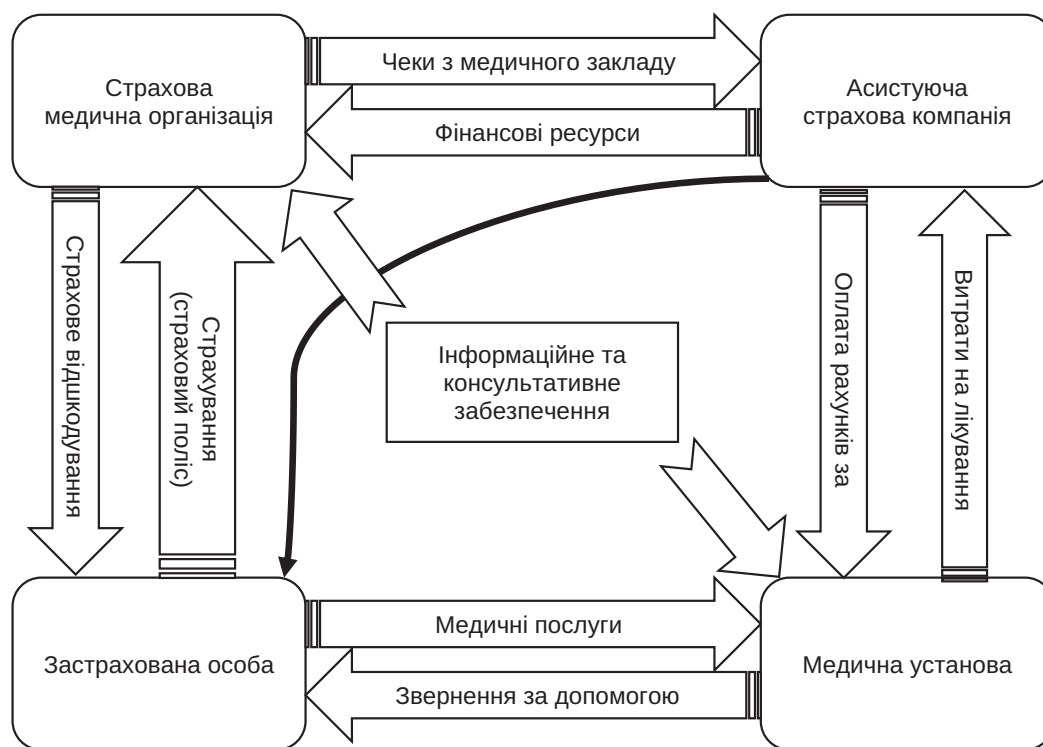 Страхова
медична організація
Чеки з медичного закладу
Фінансові ресурси
Асистуюча
страхова компанія
Страхове відшкодування
Страхування
(страховий поліс)
Інформаційне та
консультативне
забезпечення
Оплата рахунків за
Витрати на лікування
Застрахована особа
Медичні послуги
Звернення за допомогою
Медична установа